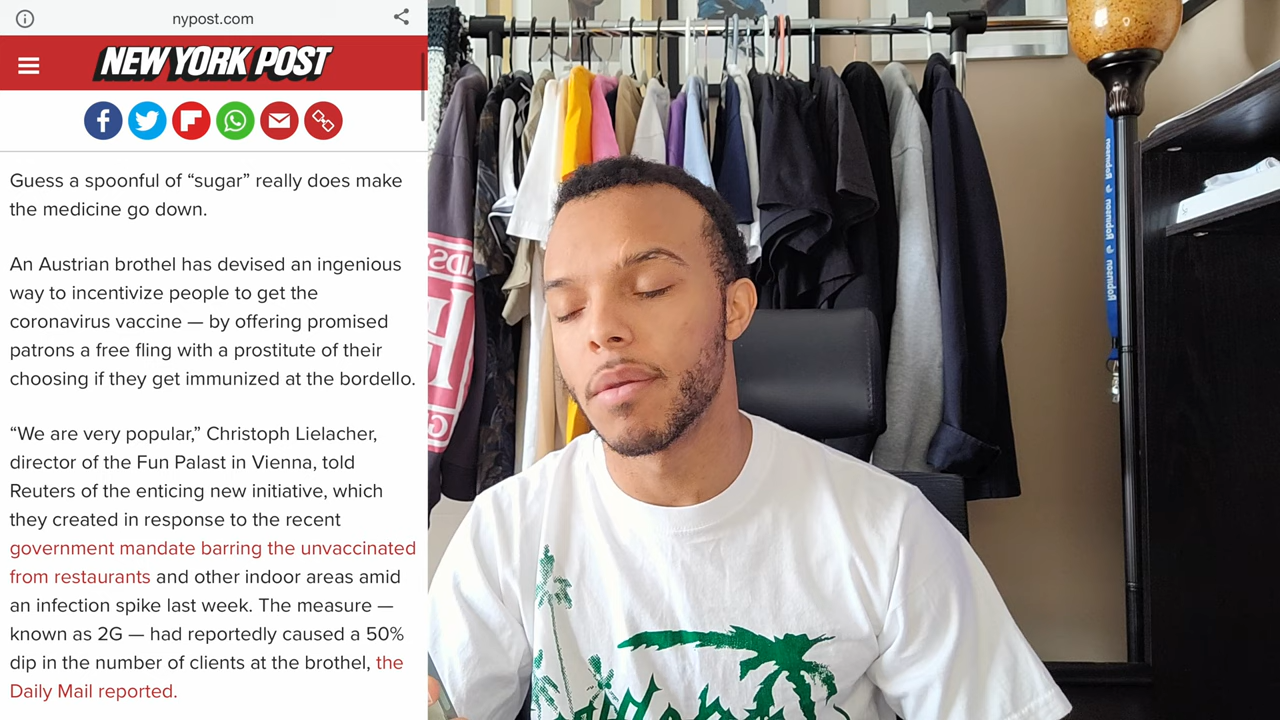 nypost.com
NEW YORK POST
Guess a spoonful of “sugar” really does make
the medicine go down.
An Austrian brothel has devised an ingenious
way to incentivize people to get the
coronavirus vaccine — by offering promised
patrons a free fling with a prostitute of their
choosing if they get immunized at the bordello.
“We are very popular,” Christoph Lielacher,
director of the Fun Palast in Vienna, told
Reuters of the enticing new initiative, which
they created in response to the recent
government mandate barring the unvaccinated
from restaurants and other indoor areas amid
an infection spike last week. The measure —
known as 2G — had reportedly caused a 50%
dip in the number of clients at the brothel, the
Daily Mail reported.
Robinson
Robinson